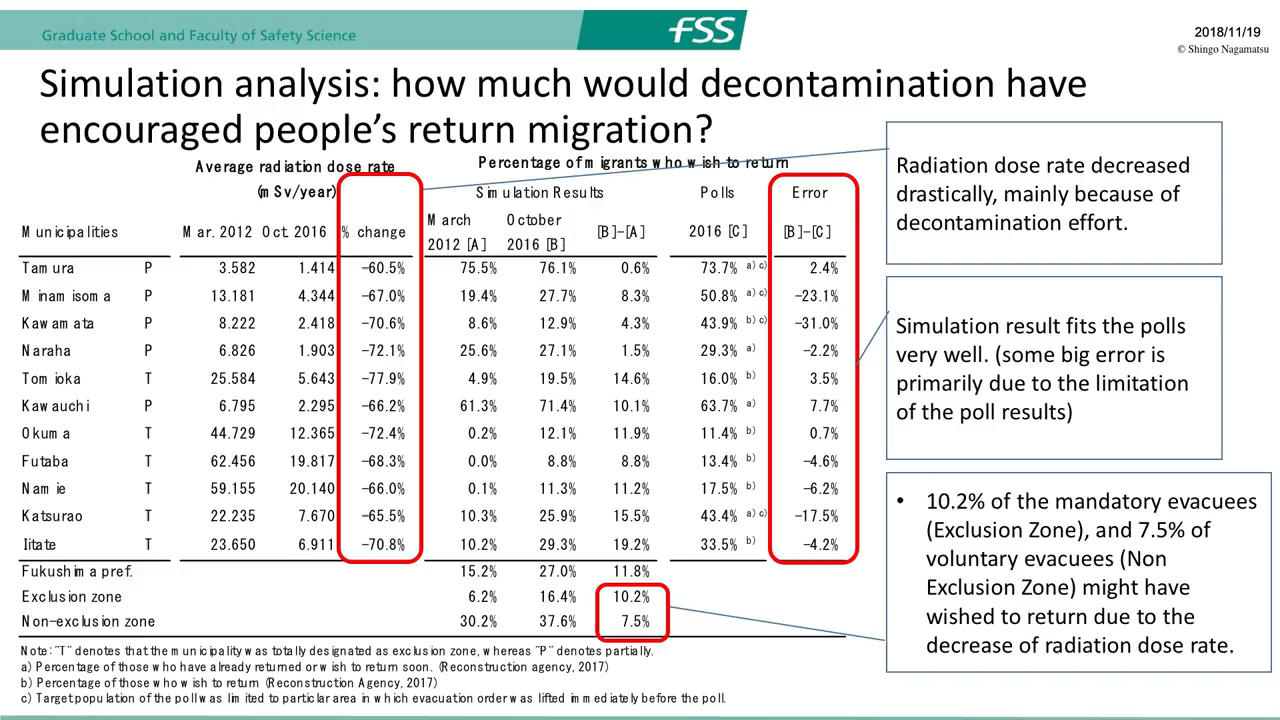 Graduate School and Faculty of Safety Science
FSS
2018/11/19
© Shingo Nagamatsu
Simulation analysis: how much would decontamination have
encouraged people's return migration?
Average radiation dose rate Percentage of migrants who wish to return
(mSv/year) Simulation Results Polls Error
Municipalities Mar. 2012 Oct. 2016 % change March 2012 [A] October 2016 [B] [B]-[A] 2016 [C] [B]-[C]
Tamura P 3.582 1.414 -60.5% 75.5% 76.1% 0.6% 73.7% a)c) 2.4%
Minamisoma P 13.181 4.344 -67.0% 19.4% 27.7% 8.3% 50.8% a)c) -23.1%
Kawamata P 8.222 2.418 -70.6% 8.6% 12.9% 4.3% 43.9% b)c) -31.0%
Naraha P 6.826 1.903 -72.1% 25.6% 27.1% 1.5% 29.3% a) -2.2%
Tomioka T 25.584 5.643 -77.9% 4.9% 19.5% 14.6% 16.0% b) 3.5%
Kawauchi P 6.795 2.295 -66.2% 61.3% 71.4% 10.1% 63.7% a) 7.7%
Okuma T 44.729 12.365 -72.4% 0.2% 12.1% 11.9% 11.4% b) 0.7%
Futaba T 62.456 19.817 -68.3% 0.0% 8.8% 8.8% 13.4% b) -4.6%
Namie T 59.155 20.140 -66.0% 0.1% 11.3% 11.2% 17.5% b) -6.2%
Katsurao T 22.235 7.670 -65.5% 10.3% 25.9% 15.5% 43.4% a)c) -17.5%
Iitate T 23.650 6.911 -70.8% 10.2% 29.3% 19.2% 33.5% b) -4.2%
Fukushima pref. 15.2% 27.0% 11.8%
Exclusion zone 6.2% 16.4% 10.2%
Non-exclusion zone 30.2% 37.6% 7.5%
Note: "T" denotes that the municipality was totally designated as exclusion zone, whereas "P" denotes partially.
a) Percentage of those who have already returned or wish to return soon. (Reconstruction agency, 2017)
b) Percentage of those who wish to return (Reconstruction Agency, 2017)
c) Target population of the poll was limited to particlar area in which evacuation order was lifted immediately before the poll.
Radiation dose rate decreased
drastically, mainly because of
decontamination effort.
Simulation result fits the polls
very well. (some big error is
primarily due to the limitation
of the poll results)
• 10.2% of the mandatory evacuees
(Exclusion Zone), and 7.5% of
voluntary evacuees (Non
Exclusion Zone) might have
wished to return due to the
decrease of radiation dose rate.